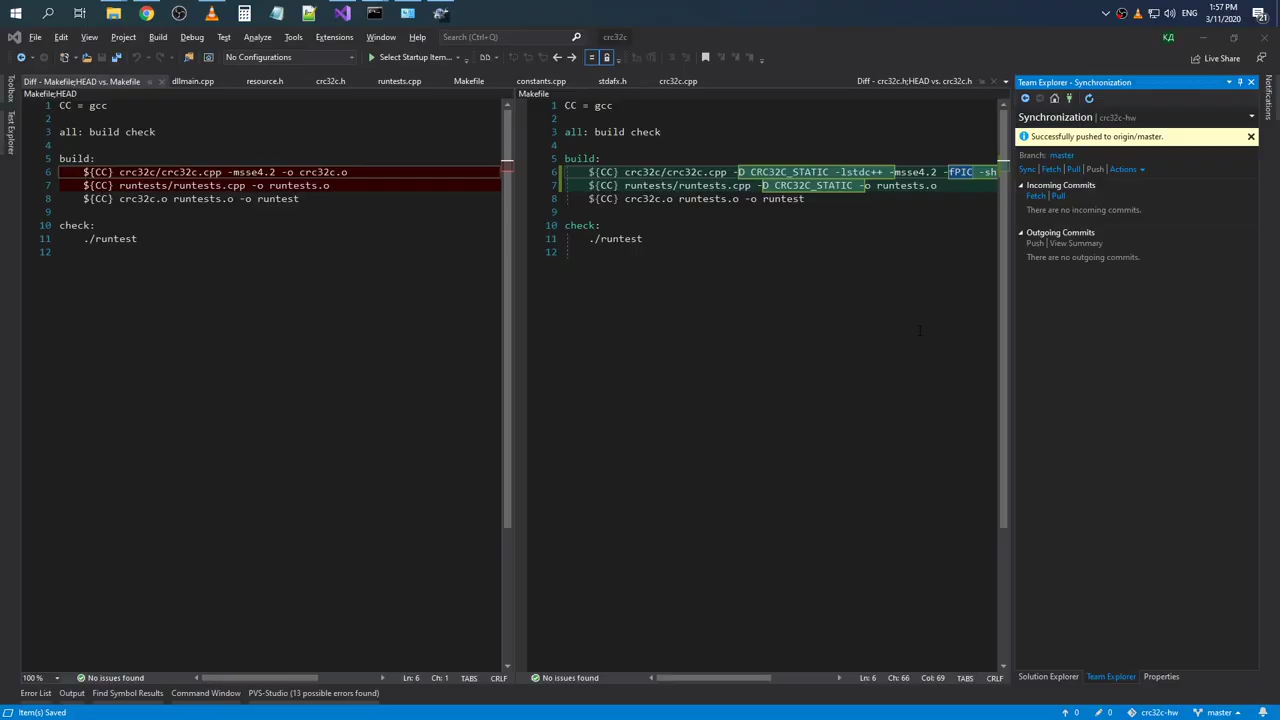 ENG
1:57 PM
3/11/2020
21
File Edit View Project Build Debug Test Analyze Tools Extensions Window Help Search (Ctrl+Q) crc32c КД
No Configurations Select Startup Item... Live Share
Diff - Makefile;HEAD vs. Makefile dllmain.cpp resource.h crc32c.h runtests.cpp Makefile constants.cpp stdafx.h crc32c.cpp Diff - crc32c.h;HEAD vs. crc32c.h
Toolbox
Test Explorer
Makefile;HEAD
1 CC = gcc
2
3 all: build check
4
5 build:
6 ${CC} crc32c/crc32c.cpp -msse4.2 -o crc32c.o
7 ${CC} runtests/runtests.cpp -o runtests.o
8 ${CC} crc32c.o runtests.o -o runtest
9
10 check:
11 ./runtest
12
Makefile
1 CC = gcc
2
3 all: build check
4
5 build:
6 ${CC} crc32c/crc32c.cpp -D CRC32C_STATIC -lstdc++ -msse4.2 -fPIC -sh
7 ${CC} runtests/runtests.cpp -D CRC32C_STATIC -o runtests.o
8 ${CC} crc32c.o runtests.o -o runtest
9
10 check:
11 ./runtest
12
Team Explorer - Synchronization
Synchronization | crc32c-hw
Successfully pushed to origin/master.
Branch: master
Sync | Fetch | Pull | Push | Actions
Incoming Commits
Fetch | Pull
There are no incoming commits.
Outgoing Commits
Push | View Summary
There are no outgoing commits.
Notifications
100 % No issues found Ln: 6 Ch: 1 TABS CRLF
No issues found Ln: 6 Ch: 66 Col: 69 TABS CRLF
Solution Explorer Team Explorer Properties
Error List Output Find Symbol Results Command Window PVS-Studio (13 possible errors found)
Item(s) Saved 0 0 crc32c-hw master